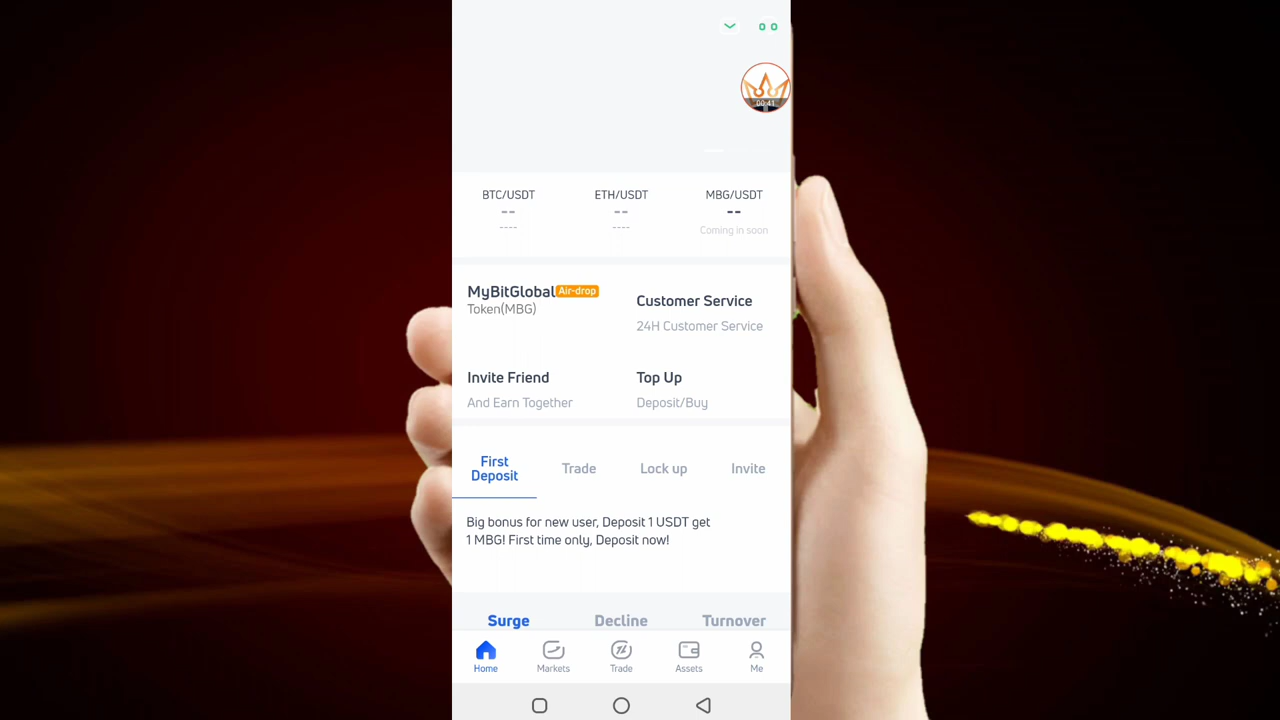 00:41
BTC/USDT ETH/USDT MBG/USDT
-- -- --
---- ---- Coming in soon
MyBitGlobal Air-drop
Token(MBG)
Customer Service
24H Customer Service
Invite Friend
And Earn Together
Top Up
Deposit/Buy
First
Deposit
Trade
Lock up
Invite
Big bonus for new user, Deposit 1 USDT get
1 MBG! First time only, Deposit now!
Surge Decline Turnover
Home Markets Trade Assets Me